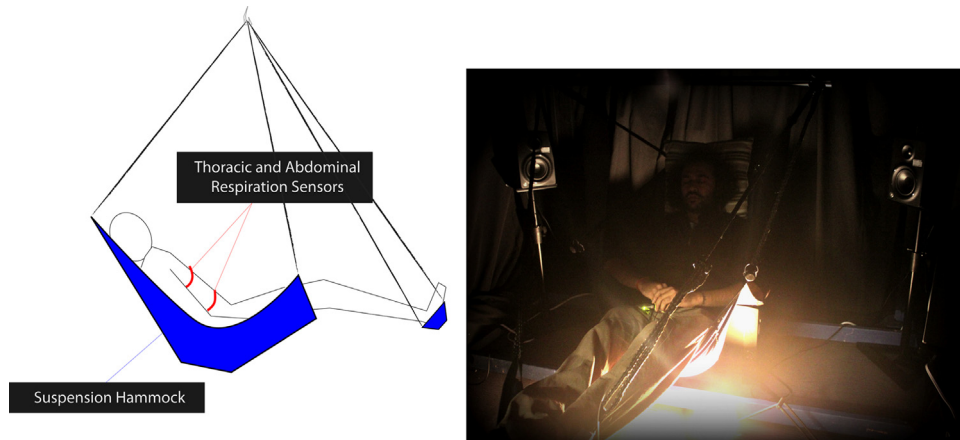 Thoracic and Abdominal
Respiration Sensors
Suspension Hammock